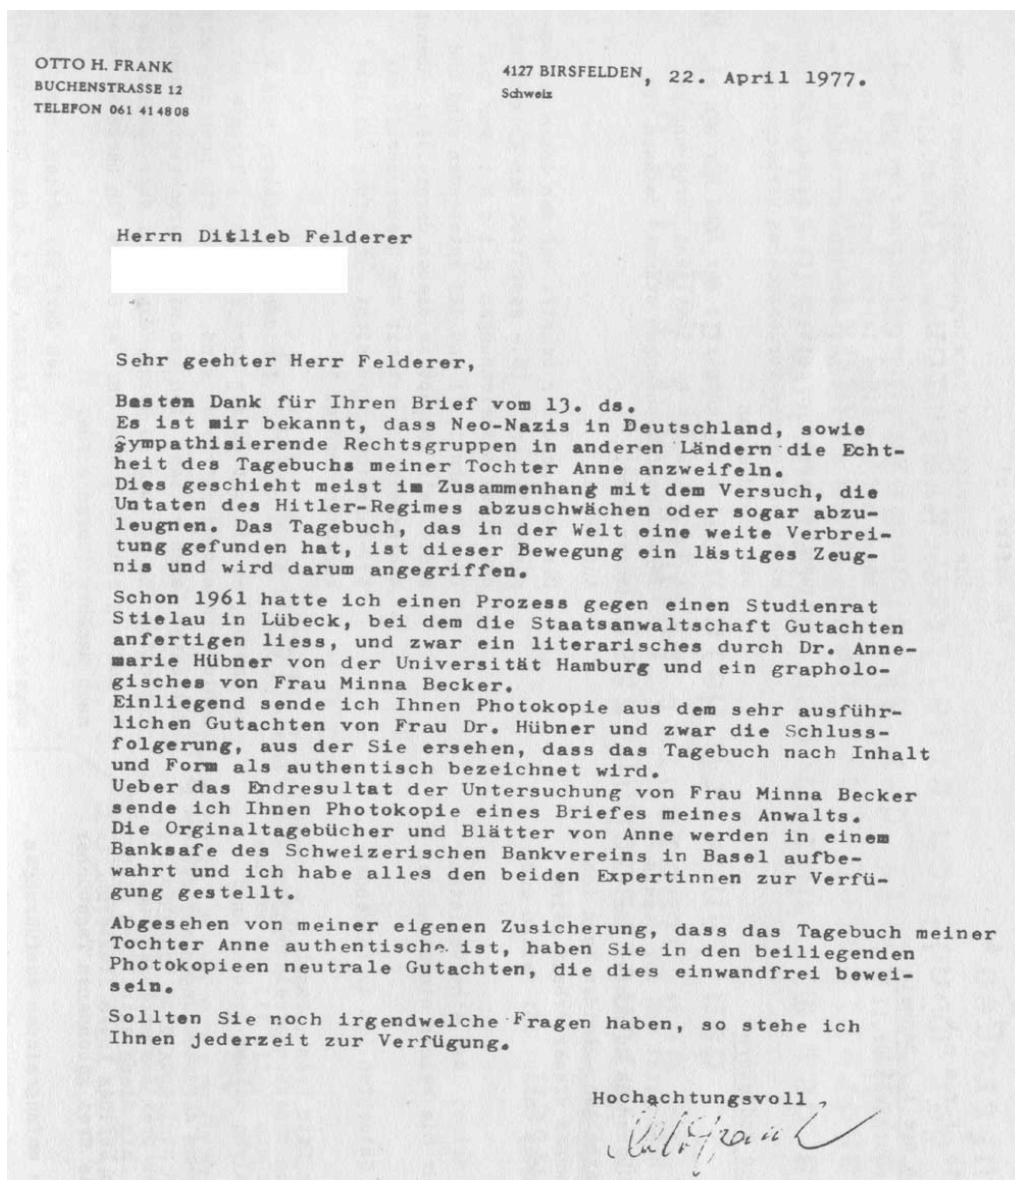 OTTO H. FRANK
BUCHENSTRASSE 12
TELEFON 061 41 48 08
4127 BIRSFELDEN, 22. April 1977.
Schweiz
Herrn Ditlieb Felderer
Sehr geehter Herr Felderer,
Basten Dank für Ihren Brief vom 13. ds.
Es ist mir bekannt, dass Neo-Nazis in Deutschland, sowie
sympathisierende Rechtsgruppen in anderen Ländern die Echt-
heit des Tagebuchs meiner Tochter Anne anzweifeln.
Dies geschieht meist im Zusammenhang mit dem Versuch, die
Untaten des Hitler-Regimes abzuschwächen oder sogar abzu-
leugnen. Das Tagebuch, das in der Welt eine weite Verbrei-
tung gefunden hat, ist dieser Bewegung ein lästiges Zeug-
nis und wird darum angegriffen.
Schon 1961 hatte ich einen Prozess gegen einen Studienrat
Stielau in Lübeck, bei dem die Staatsanwaltschaft Gutachten
anfertigen liess, und zwar ein literarisches durch Dr. Anne-
marie Hübner von der Universität Hamburg und ein grapholo-
gisches von Frau Minna Becker.
Einliegend sende ich Ihnen Photokopie aus dem sehr ausführ-
lichen Gutachten von Frau Dr. Hübner und zwar die Schluss-
folgerung, aus der Sie ersehen, dass das Tagebuch nach Inhalt
und Form als authentisch bezeichnet wird.
Ueber das Endresultat der Untersuchung von Frau Minna Becker
sende ich Ihnen Photokopie eines Briefes meines Anwalts.
Die Orginaltagebücher und Blätter von Anne werden in einem
Banksafe des Schweizerischen Bankvereins in Basel aufbe-
wahrt und ich habe alles den beiden Expertinnen zur Verfü-
gung gestellt.
Abgesehen von meiner eigenen Zusicherung, dass das Tagebuch meiner
Tochter Anne authentisch ist, haben Sie in den beiliegenden
Photokopieen neutrale Gutachten, die dies einwandfrei bewei-
sein.
Sollten Sie noch irgendwelche Fragen haben, so stehe ich
Ihnen jederzeit zur Verfügung.
Hochachtungsvoll,